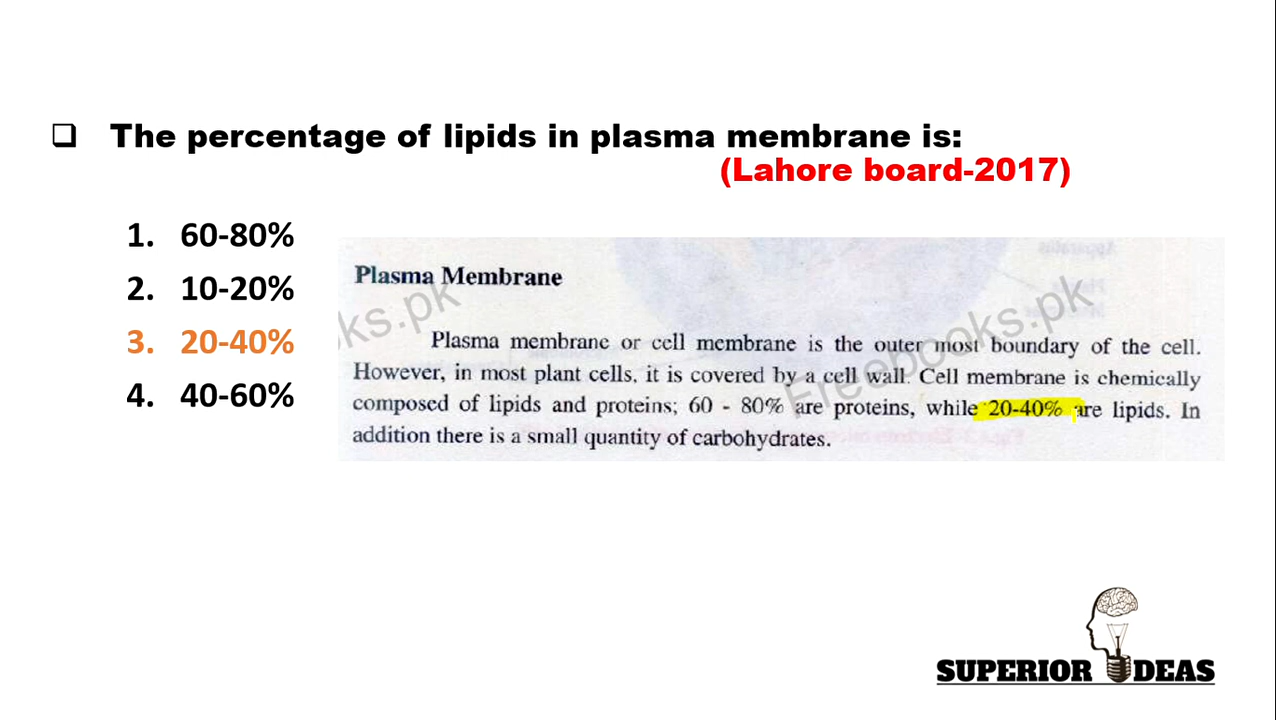 ❑ The percentage of lipids in plasma membrane is:
(Lahore board-2017)
1. 60-80%
2. 10-20%
3. 20-40%
4. 40-60%
Plasma Membrane
Plasma membrane or cell membrane is the outer most boundary of the cell.
However, in most plant cells, it is covered by a cell wall. Cell membrane is chemically
composed of lipids and proteins; 60 - 80% are proteins, while 20-40% are lipids. In
addition there is a small quantity of carbohydrates.
ks.pk
Freebooks.pk
SUPERIOR IDEAS